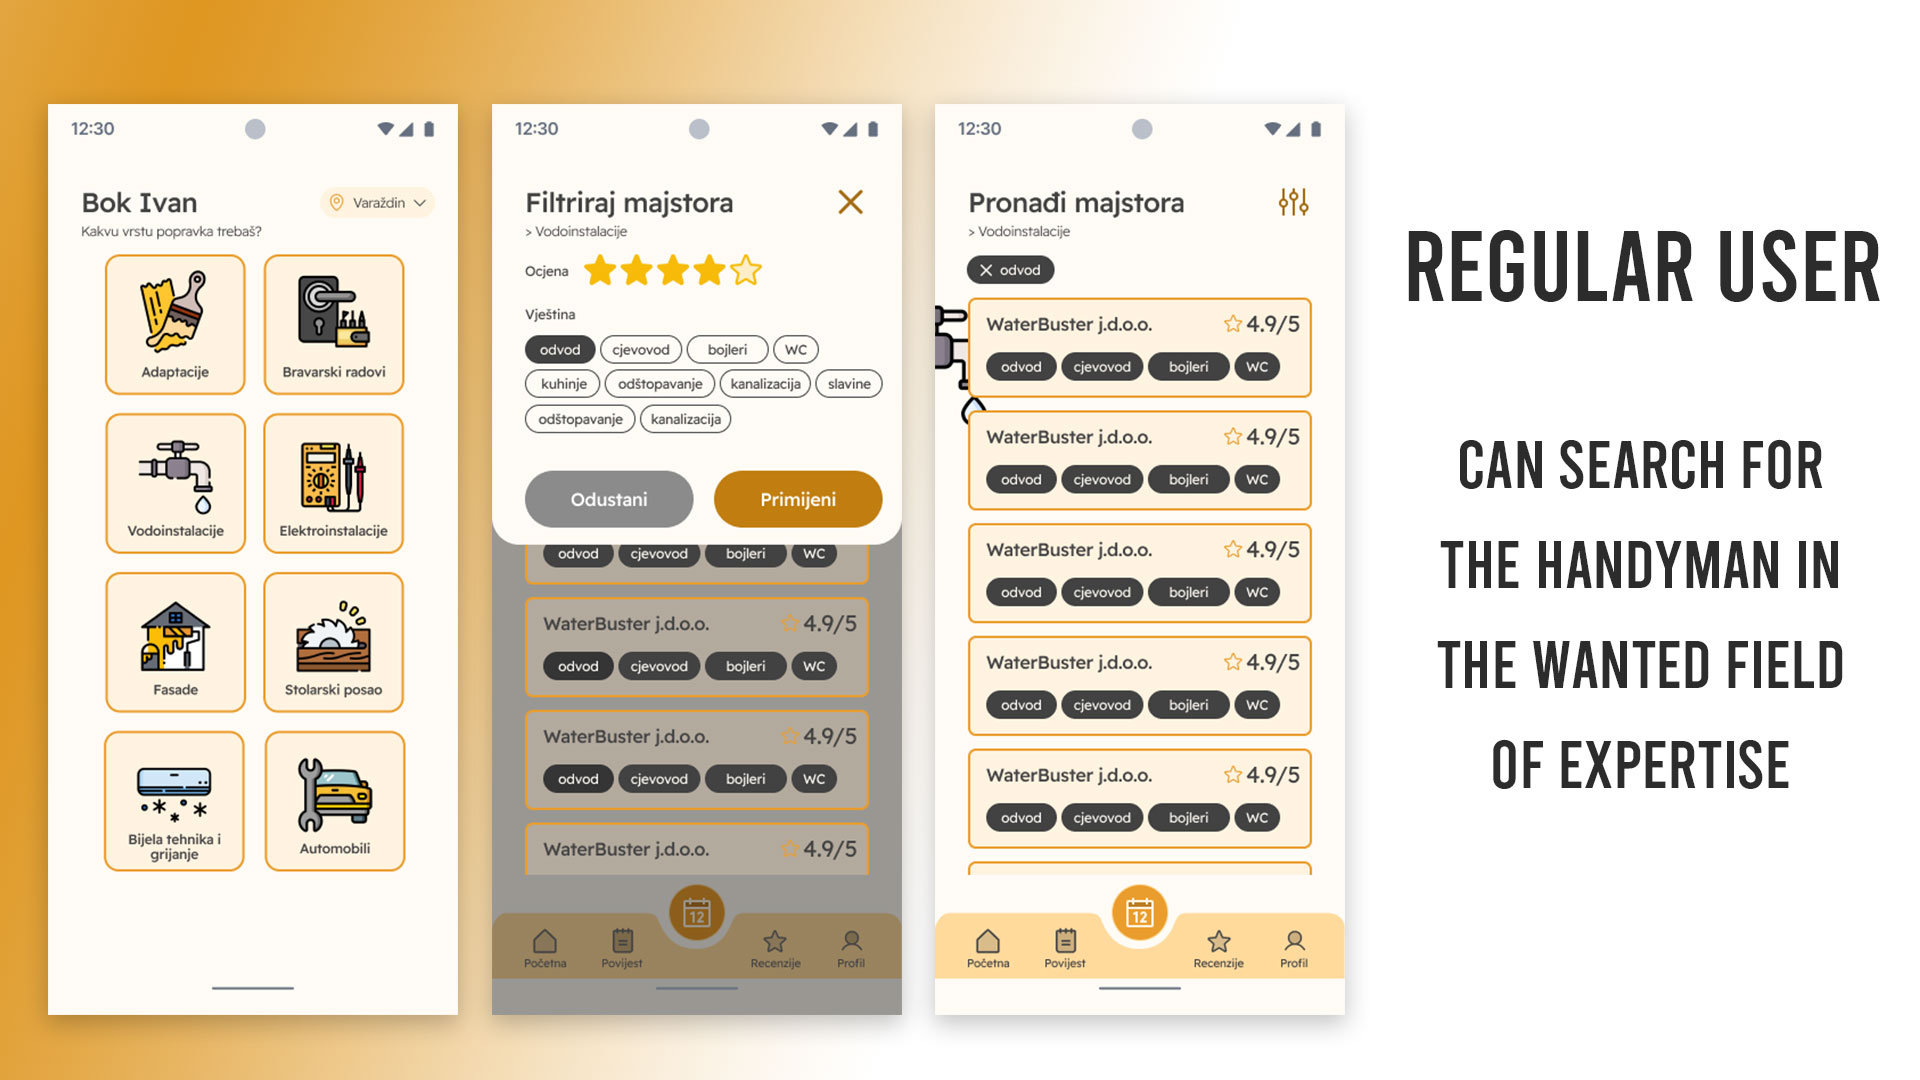 12:30
Bok Ivan
Varaždin
Kakvu vrstu popravka trebaš?
Adaptacije
Bravarski radovi
Vodoinstalacije
Elektroinstalacije
Fasade
Stolarski posao
Bijela tehnika i
grijanje
Automobili
12:30
Filtriraj majstora
> Vodoinstalacije
Ocjena
Vještina
odvod cjevovod bojleri WC
kuhinje odštopavanje kanalizacija slavine
odštopavanje kanalizacija
Odustani Primijeni
odvod cjevovod bojleri WC
WaterBuster j.d.o.o. 4.9/5
odvod cjevovod bojleri WC
WaterBuster j.d.o.o. 4.9/5
odvod cjevovod bojleri WC
WaterBuster j.d.o.o. 4.9/5
12
Početna Povijest Recenzije Profil
12:30
Pronađi majstora
> Vodoinstalacije
odvod
WaterBuster j.d.o.o. 4.9/5
odvod cjevovod bojleri WC
WaterBuster j.d.o.o. 4.9/5
odvod cjevovod bojleri WC
WaterBuster j.d.o.o. 4.9/5
odvod cjevovod bojleri WC
WaterBuster j.d.o.o. 4.9/5
odvod cjevovod bojleri WC
WaterBuster j.d.o.o. 4.9/5
odvod cjevovod bojleri WC
12
Početna Povijest Recenzije Profil
REGULAR USER
CAN SEARCH FOR
THE HANDYMAN IN
THE WANTED FIELD
OF EXPERTISE